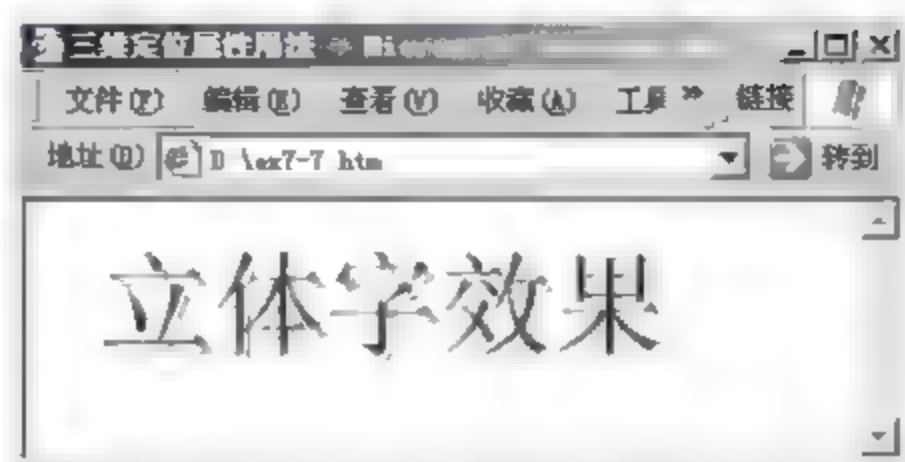 三维定位属性用法
文件(F) 编辑(E) 查看(V) 收藏(A) 工具 » 链接
地址(D) D \ex7-7 htm 转到
立体字效果